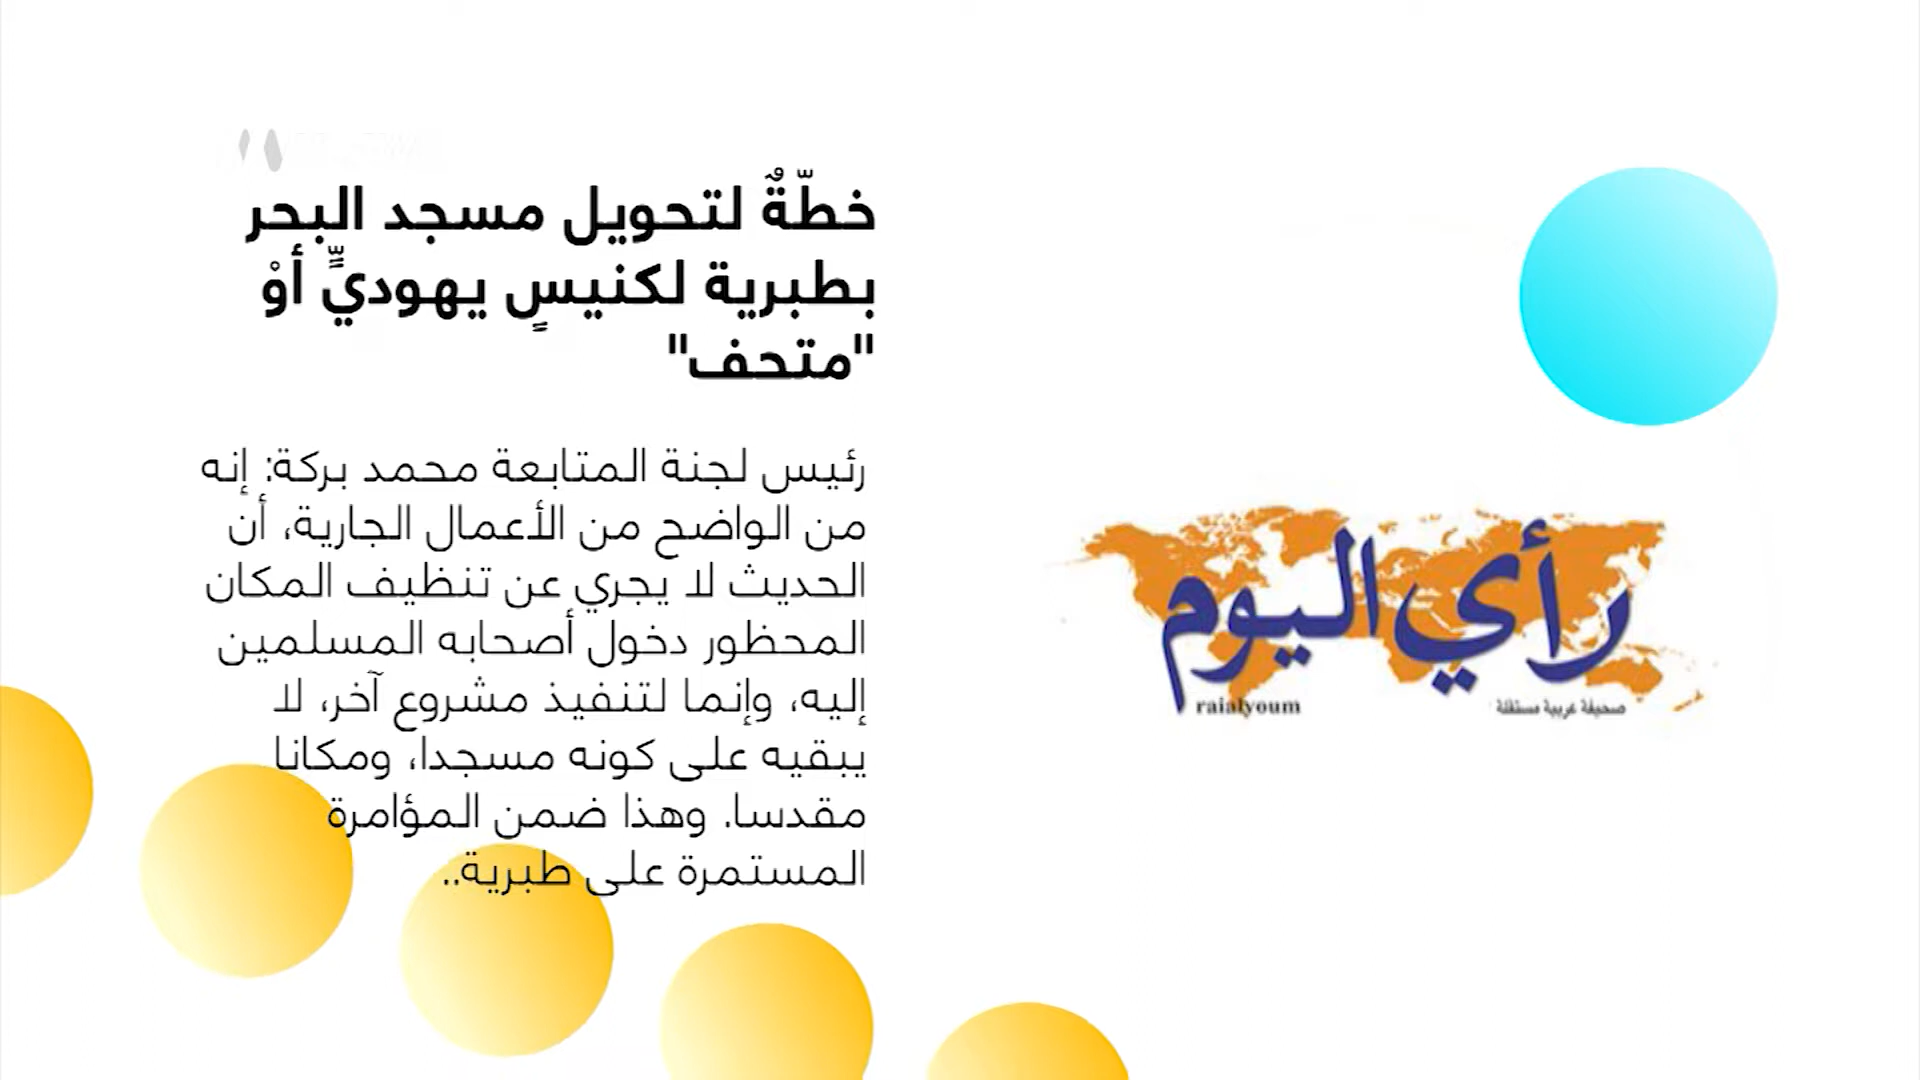 خطّةٌ لتحويل مسجد البحر
بطبرية لكنيسٍ يهوديٍّ أوْ
"متحف"
رئيس لجنة المتابعة محمد بركة: إنه
من الواضح من الأعمال الجارية، أن
الحديث لا يجري عن تنظيف المكان
المحظور دخول أصحابه المسلمين
إليه، وإنما لتنفيذ مشروع آخر، لا
يبقيه على كونه مسجدا، ومكانا
مقدسا. وهذا ضمن المؤامرة
المستمرة على طبرية..
رأي اليوم
صحيفة عربية مستقلة
raialyoum